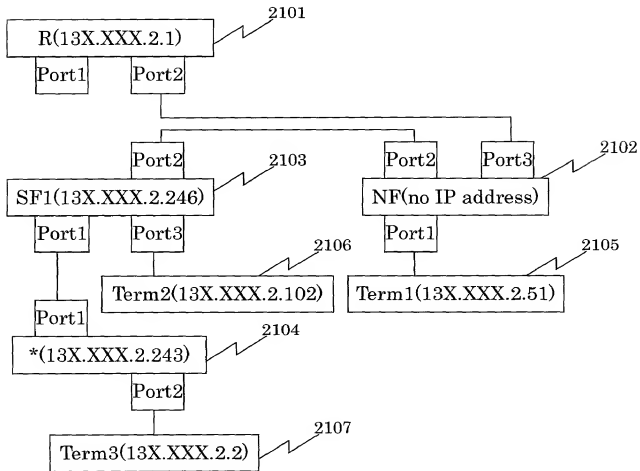 2101
R(13X.XXX.2.1)
Port1 Port2
Port2 Port2 Port3
2102
2103
SF1(13X.XXX.2.246) NF(no IP address)
Port1 Port3 Port1
2106 2105
Term2(13X.XXX.2.102) Term1(13X.XXX.2.51)
Port1
2104
*(13X.XXX.2.243)
Port2
2107
Term3(13X.XXX.2.2)